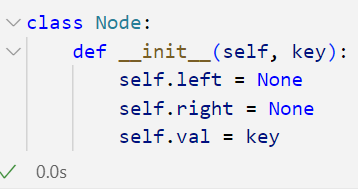 class Node:
    def __init__(self, key):
        self.left = None
        self.right = None
        self.val = key
0.0s